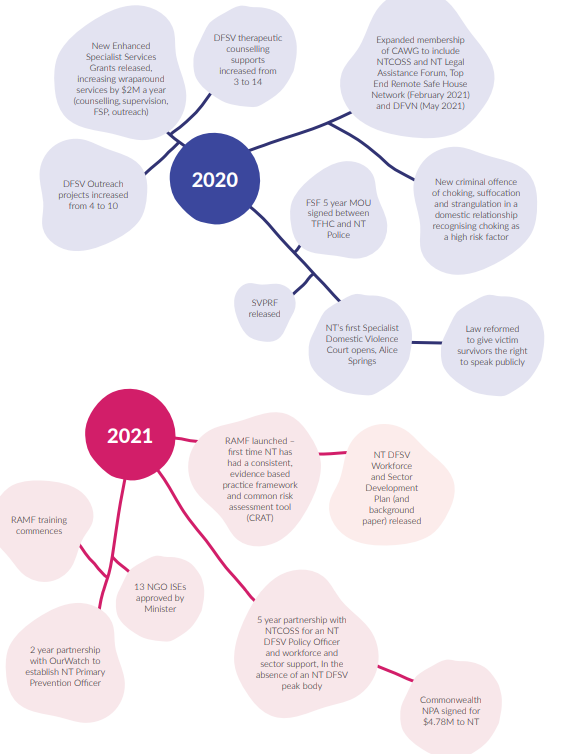 New Enhanced
Specialist Services
Grants released,
increasing wraparound
services by $2M a year
(counselling, supervision,
FSP, outreach)
DFSV therapeutic
counselling
supports
increased from
3 to 14
Expanded membership
of CAWG to include
NTCOSS and NT Legal
Assistance Forum, Top
End Remote Safe House
Network (February 2021)
and DFVN (May 2021)
DFSV Outreach
projects increased
from 4 to 10
2020
New criminal offence
of choking, suffocation
and strangulation in a
domestic relationship
recognising choking as
a high risk factor
FSF 5 year MOU
signed between
TFHC and NT
Police
SVPRF
released
NT's first Specialist
Domestic Violence
Court opens, Alice
Springs
Law reformed
to give victim
survivors the right
to speak publicly
2021
RAMF launched –
first time NT has
had a consistent,
evidence based
practice framework
and common risk
assessment tool
(CRAT)
NT DFSV
Workforce
and Sector
Development
Plan (and
background
paper) released
RAMF training
commences
13 NGO ISEs
approved by
Minister
2 year partnership
with OurWatch to
establish NT Primary
Prevention Officer
5 year partnership with
NTCOSS for an NT
DFSV Policy Officer
and workforce and
sector support, In the
absence of an NT DFSV
peak body
Commonwealth
NPA signed for
$4.78M to NT